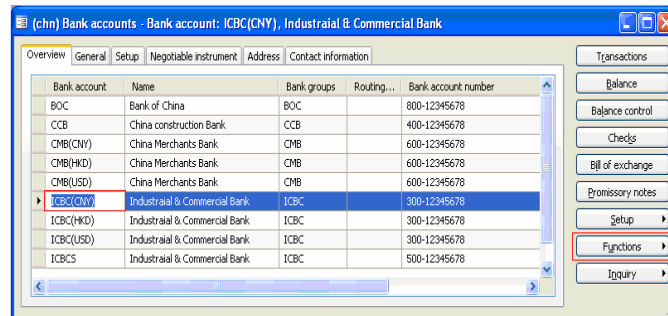 (chn) Bank accounts - Bank account: ICBC(CNY), Industraial & Commercial Bank
Overview General Setup Negotiable instrument Address Contact information
Bank account Name Bank groups Routing... Bank account number
BOC Bank of China BOC 800-12345678
CCB China construction Bank CCB 400-12345678
CMB(CNY) China Merchants Bank CMB 600-12345678
CMB(HKD) China Merchants Bank CMB 600-12345678
CMB(USD) China Merchants Bank CMB 600-12345678
ICBC(CNY) Industraial & Commercial Bank ICBC 300-12345678
ICBC(HKD) Industraial & Commercial Bank ICBC 300-12345678
ICBC(USD) Industraial & Commercial Bank ICBC 300-12345678
ICBCS Industraial & Commercial Bank ICBC 500-12345678
Transactions
Balance
Balance control
Checks
Bill of exchange
Promissory notes
Setup
Functions
Inquiry